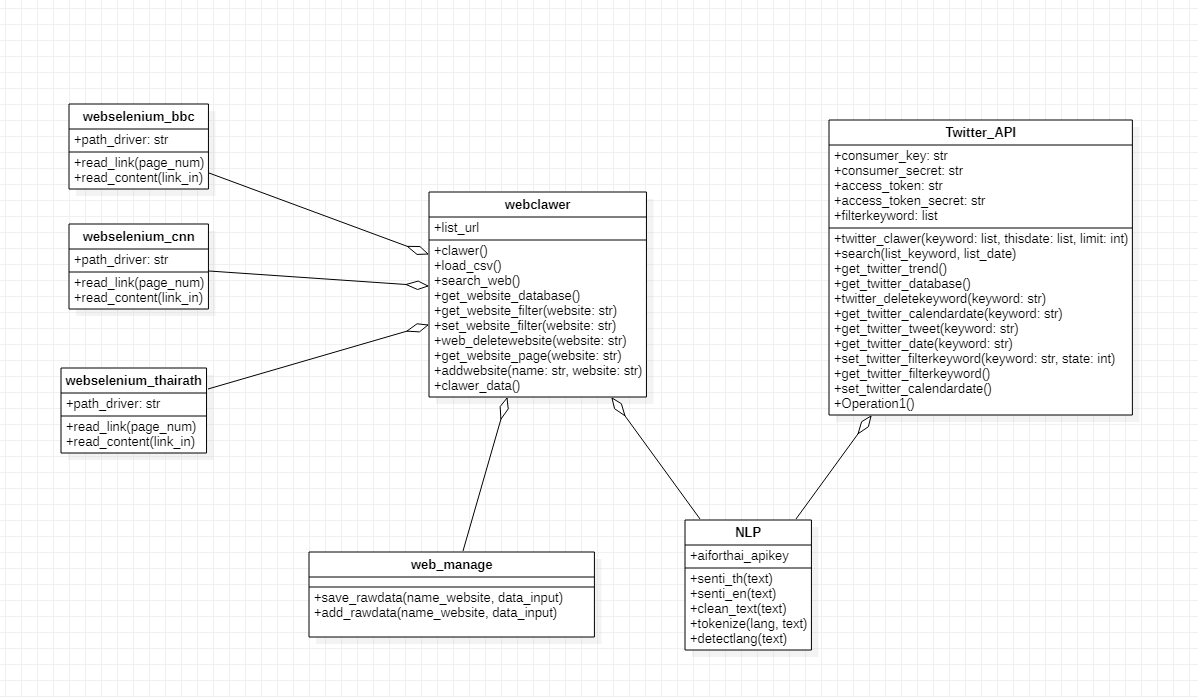 webselenium_bbc
+path_driver: str
+read_link(page_num)
+read_content(link_in)
webselenium_cnn
+path_driver: str
+read_link(page_num)
+read_content(link_in)
webselenium_thairath
+path_driver: str
+read_link(page_num)
+read_content(link_in)
webclawer
+list_url
+clawer()
+load_csv()
+search_web()
+get_website_database()
+get_website_filter(website: str)
+set_website_filter(website: str)
+web_deletewebsite(website: str)
+get_website_page(website: str)
+addwebsite(name: str, website: str)
+clawer_data()
Twitter_API
+consumer_key: str
+consumer_secret: str
+access_token: str
+access_token_secret: str
+filterkeyword: list
+twitter_clawer(keyword: list, thisdate: list, limit: int)
+search(list_keyword, list_date)
+get_twitter_trend()
+get_twitter_database()
+twitter_deletekeyword(keyword: str)
+get_twitter_calendardate(keyword: str)
+get_twitter_tweet(keyword: str)
+get_twitter_date(keyword: str)
+set_twitter_filterkeyword(keyword: str, state: int)
+get_twitter_filterkeyword()
+set_twitter_calendardate()
+Operation1()
web_manage
+save_rawdata(name_website, data_input)
+add_rawdata(name_website, data_input)
NLP
+aiforthai_apikey
+senti_th(text)
+senti_en(text)
+clean_text(text)
+tokenize(lang, text)
+detectlang(text)